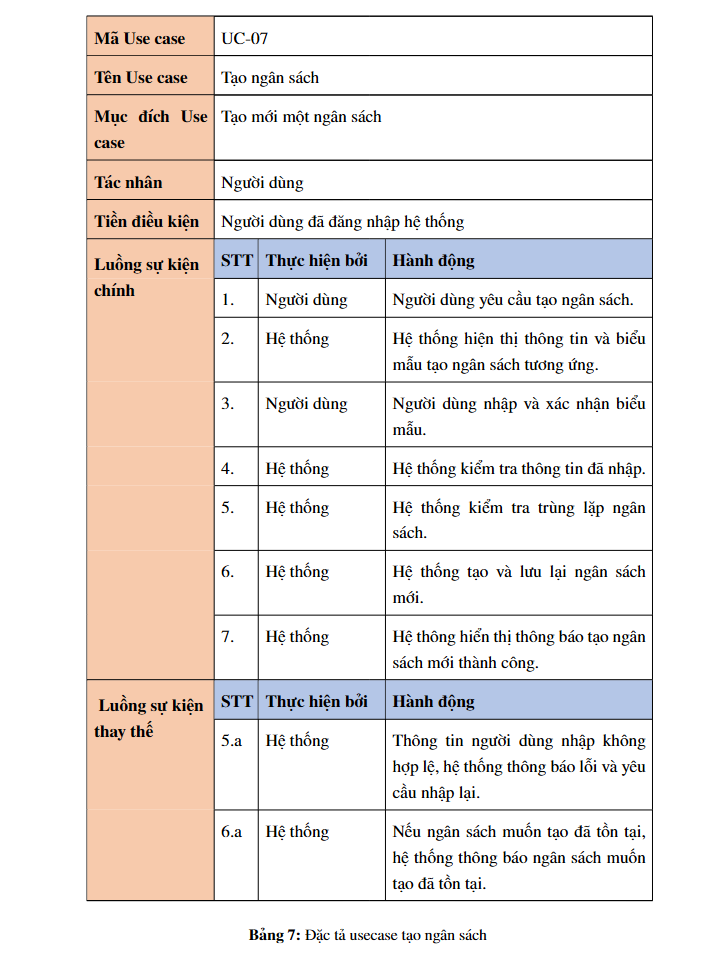 Mã Use case UC-07
Tên Use case Tạo ngân sách
Mục đích Use Tạo mới một ngân sách
case
Tác nhân Người dùng
Tiền điều kiện Người dùng đã đăng nhập hệ thống
Luồng sự kiện STT Thực hiện bởi Hành động
chính
1. Người dùng Người dùng yêu cầu tạo ngân sách.
2. Hệ thống Hệ thống hiện thị thông tin và biểu
mẫu tạo ngân sách tương ứng.
3. Người dùng Người dùng nhập và xác nhận biểu
mẫu.
4. Hệ thống Hệ thống kiểm tra thông tin đã nhập.
5. Hệ thống Hệ thống kiểm tra trùng lặp ngân
sách.
6. Hệ thống Hệ thống tạo và lưu lại ngân sách
mới.
7. Hệ thống Hệ thông hiển thị thông báo tạo ngân
sách mới thành công.
Luồng sự kiện STT Thực hiện bởi Hành động
thay thế
5.a Hệ thống Thông tin người dùng nhập không
hợp lệ, hệ thống thông báo lỗi và yêu
cầu nhập lại.
6.a Hệ thống Nếu ngân sách muốn tạo đã tồn tại,
hệ thống thông báo ngân sách muốn
tạo đã tồn tại.
Bảng 7: Đặc tả usecase tạo ngân sách